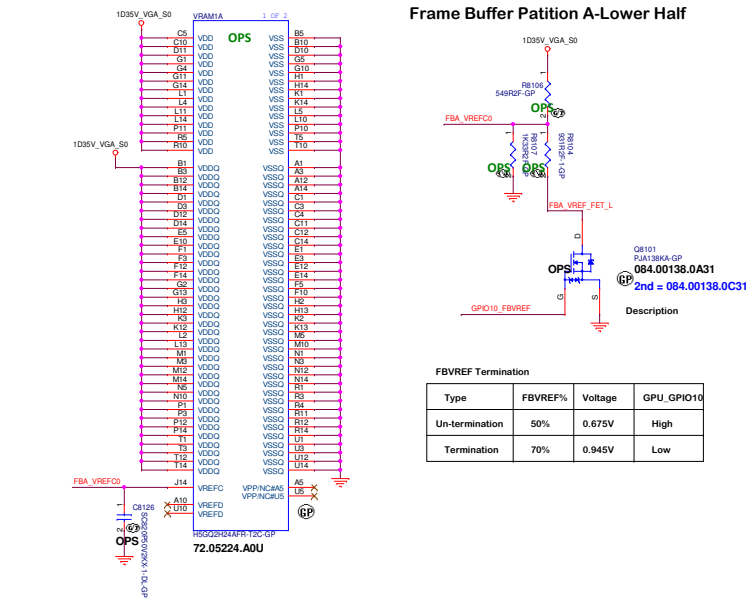 Frame Buffer Patition A-Lower Half
1D35V_VGA_S0
VRAM1A
1 OF 2
OPS
C5 VDD VSS B5
C10 VDD VSS B10
D11 VDD VSS D10
G1 VDD VSS G5
G4 VDD VSS G10
G11 VDD VSS H1
G14 VDD VSS H14
L1 VDD VSS K1
L4 VDD VSS K14
L11 VDD VSS L5
L14 VDD VSS L10
P11 VDD VSS P10
R5 VDD VSS T5
R10 VDD VSS T10
1D35V_VGA_S0
B1 VDDQ VSSQ A1
B3 VDDQ VSSQ A3
B12 VDDQ VSSQ A12
B14 VDDQ VSSQ A14
D1 VDDQ VSSQ C1
D3 VDDQ VSSQ C3
D12 VDDQ VSSQ C4
D14 VDDQ VSSQ C11
E5 VDDQ VSSQ C12
E10 VDDQ VSSQ C14
F1 VDDQ VSSQ E1
F3 VDDQ VSSQ E3
F12 VDDQ VSSQ E12
F14 VDDQ VSSQ E14
G2 VDDQ VSSQ F5
G13 VDDQ VSSQ F10
H3 VDDQ VSSQ H2
H12 VDDQ VSSQ H13
K3 VDDQ VSSQ K2
K12 VDDQ VSSQ K13
L2 VDDQ VSSQ M5
L13 VDDQ VSSQ M10
M1 VDDQ VSSQ N1
M3 VDDQ VSSQ N3
M12 VDDQ VSSQ N12
M14 VDDQ VSSQ N14
N5 VDDQ VSSQ R1
N10 VDDQ VSSQ R3
P1 VDDQ VSSQ R4
P3 VDDQ VSSQ R11
P12 VDDQ VSSQ R12
P14 VDDQ VSSQ R14
T1 VDDQ VSSQ U1
T3 VDDQ VSSQ U3
T12 VDDQ VSSQ U12
T14 VDDQ VSSQ U14
FBA_VREFC0
J14 VREFC VPP/NC#A5 A5
VPP/NC#U5 U5
A10 VREFD
U10 VREFD
GP
H5GQ2H24AFR-T2C-GP
72.05224.A0U
1
C8126
2
OPS
1D35V_VGA_S0
1
R8106
549R2F-GP
OPS
2
FBA_VREFC0
1
R8107
1K33R2F-GP
OPS
1
R8104
931R2F-1-GP
OPS
FBA_VREF_FET_L
D
Q8101
PJA138KA-GP
OPS
GP
084.00138.0A31
2nd = 084.00138.0C31
G
S
GPIO10_FBVREF
Description
FBVREF Termination
Type FBVREF% Voltage GPU_GPIO10
Un-termination 50% 0.675V High
Termination 70% 0.945V Low